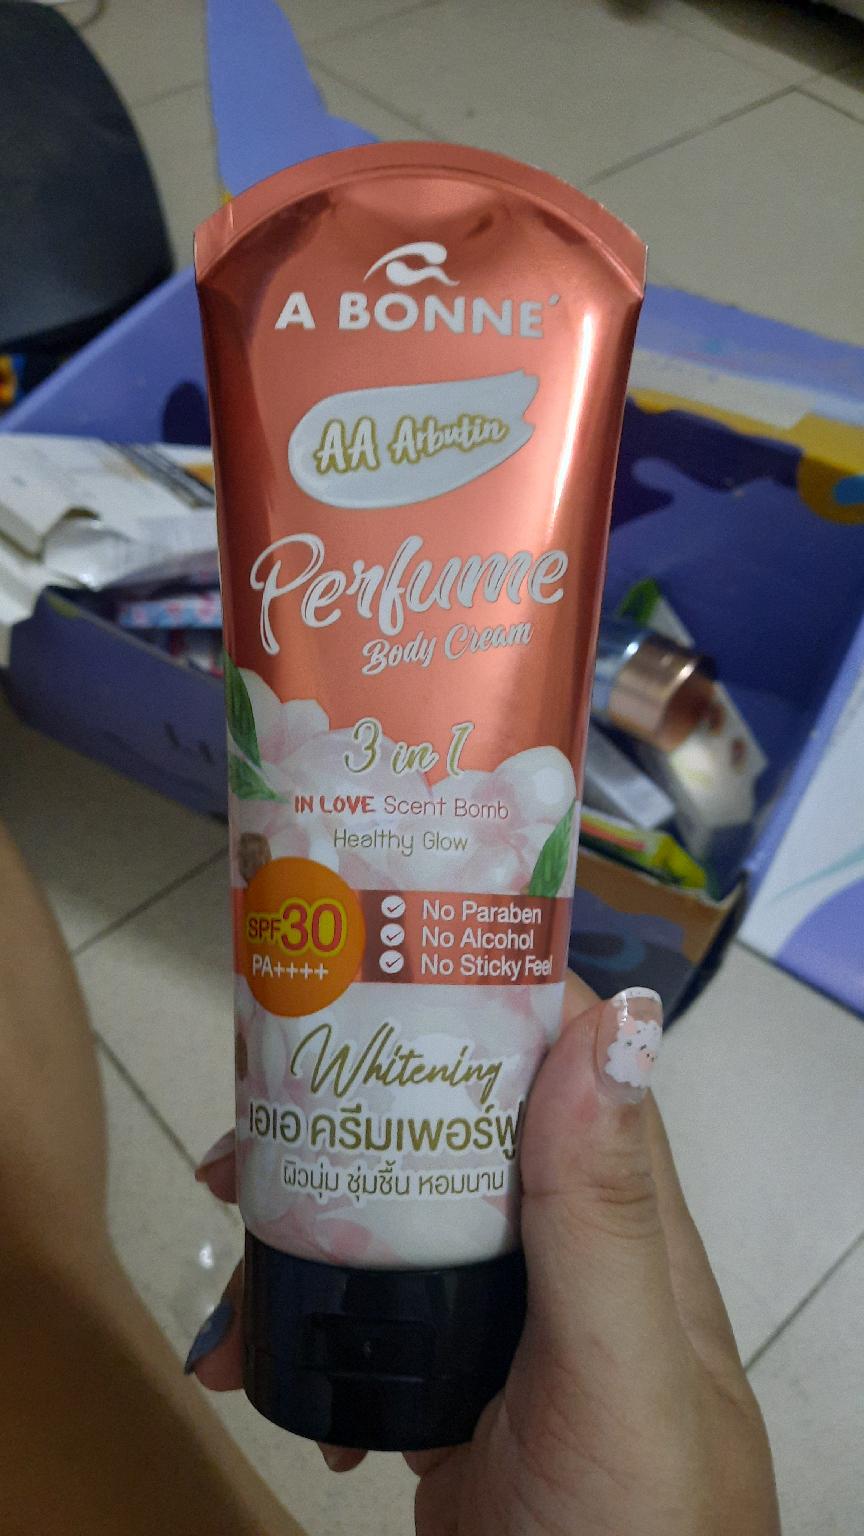 A BONNE´
AA Arbutin
Perfume
Body Cream
3 in 1
IN LOVE Scent Bomb
Healthy Glow
SPF30
PA++++
No Paraben
No Alcohol
No Sticky Feel
Whitening
เอเอ ครีมเพอร์ฟู
ผิวนุ่ม ชุ่มชื้น หอมนาน